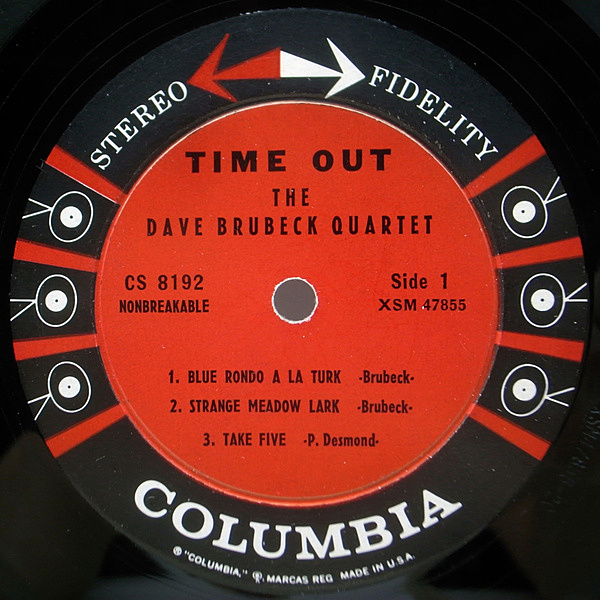 STEREO FIDELITY
TIME OUT
THE
DAVE BRUBECK QUARTET
CS 8192 Side 1
NONBREAKABLE XSM 47855
1. BLUE RONDO A LA TURK -Brubeck-
2. STRANGE MEADOW LARK -Brubeck-
3. TAKE FIVE -P. Desmond-
COLUMBIA
® "COLUMBIA," ®. MARCAS REG MADE IN U.S.A.